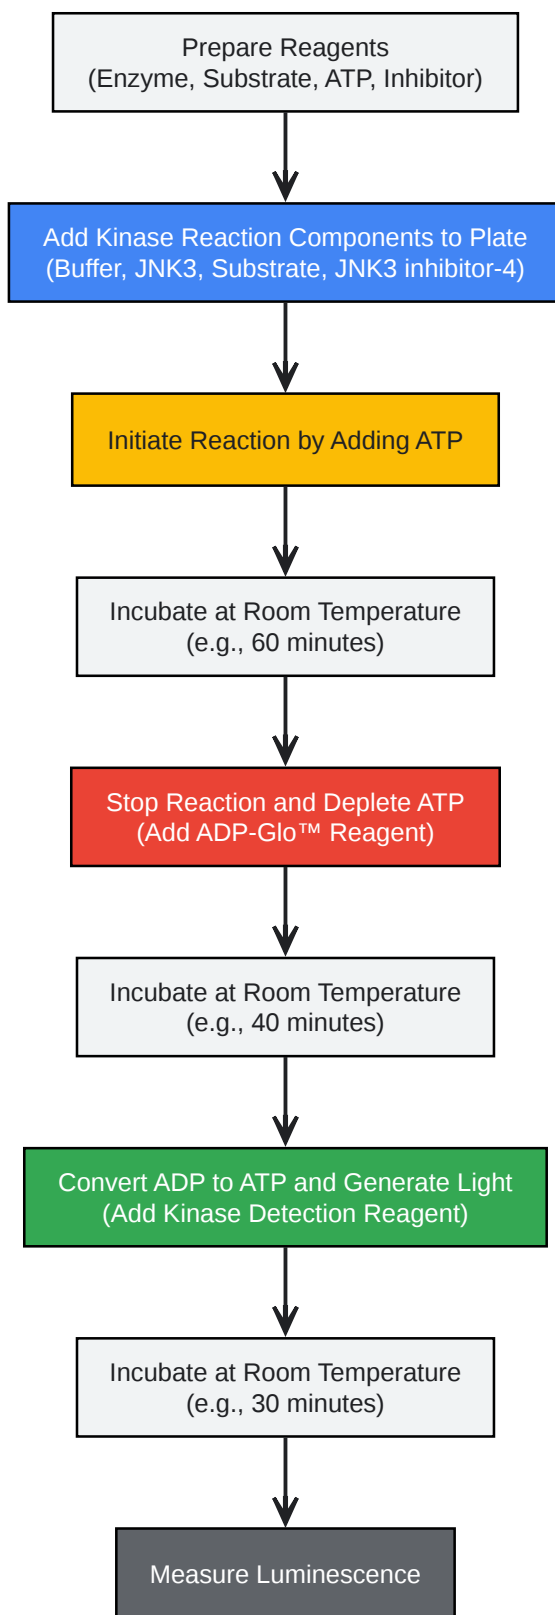 Prepare Reagents
(Enzyme, Substrate, ATP, Inhibitor)
Add Kinase Reaction Components to Plate
(Buffer, JNK3, Substrate, JNK3 inhibitor-4)
Initiate Reaction by Adding ATP
Incubate at Room Temperature
(e.g., 60 minutes)
Stop Reaction and Deplete ATP
(Add ADP-Glo™ Reagent)
Incubate at Room Temperature
(e.g., 40 minutes)
Convert ADP to ATP and Generate Light
(Add Kinase Detection Reagent)
Incubate at Room Temperature
(e.g., 30 minutes)
Measure Luminescence